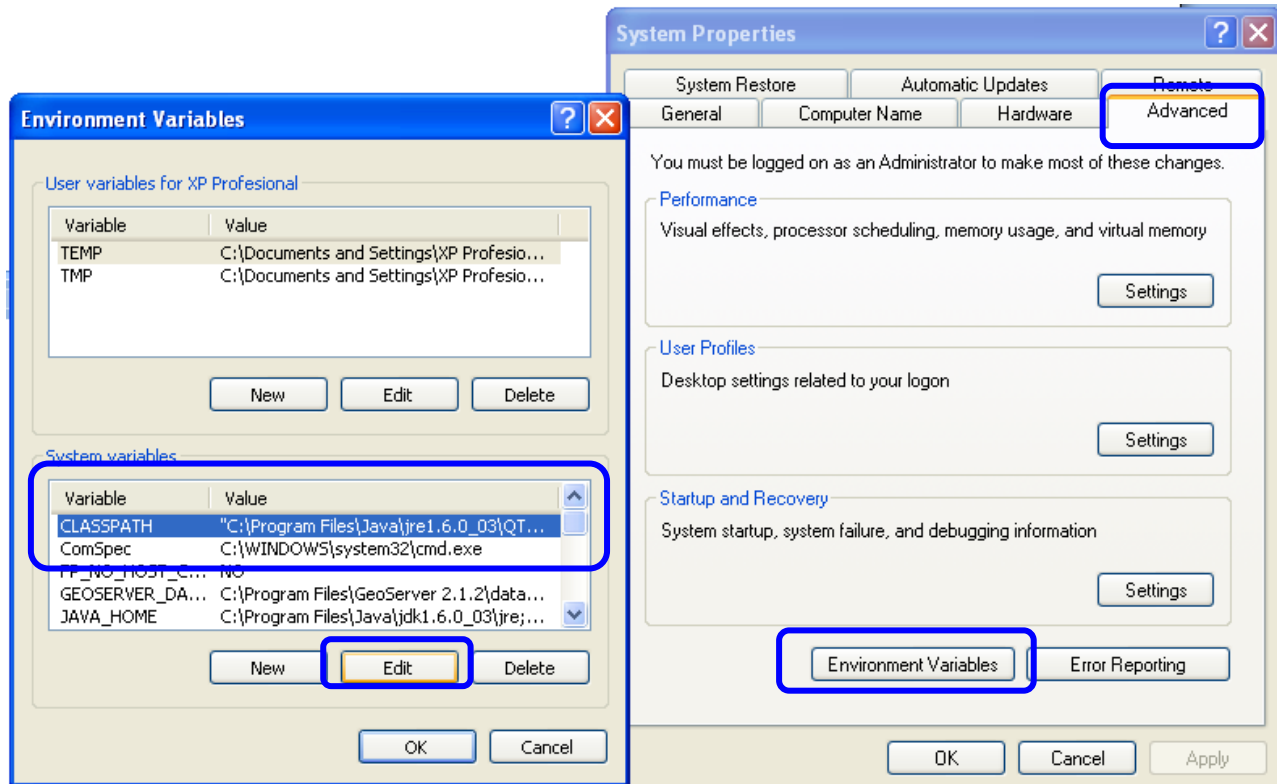 System Properties
System Restore Automatic Updates Remote
General Computer Name Hardware Advanced
You must be logged on as an Administrator to make most of these changes.
Performance
Visual effects, processor scheduling, memory usage, and virtual memory
Settings
User Profiles
Desktop settings related to your logon
Settings
Startup and Recovery
System startup, system failure, and debugging information
Settings
Environment Variables Error Reporting
OK Cancel Apply
Environment Variables
User variables for XP Profesional
Variable Value
TEMP C:\Documents and Settings\XP Profesio...
TMP C:\Documents and Settings\XP Profesio...
New Edit Delete
System variables
Variable Value
CLASSPATH "C:\Program Files\Java\jre1.6.0_03\QT...
ComSpec C:\WINDOWS\system32\cmd.exe
FP_NO_HOST_C... NO
GEOSERVER_DA... C:\Program Files\GeoServer 2.1.2\data...
JAVA_HOME C:\Program Files\Java\jdk1.6.0_03\jre;...
New Edit Delete
OK Cancel